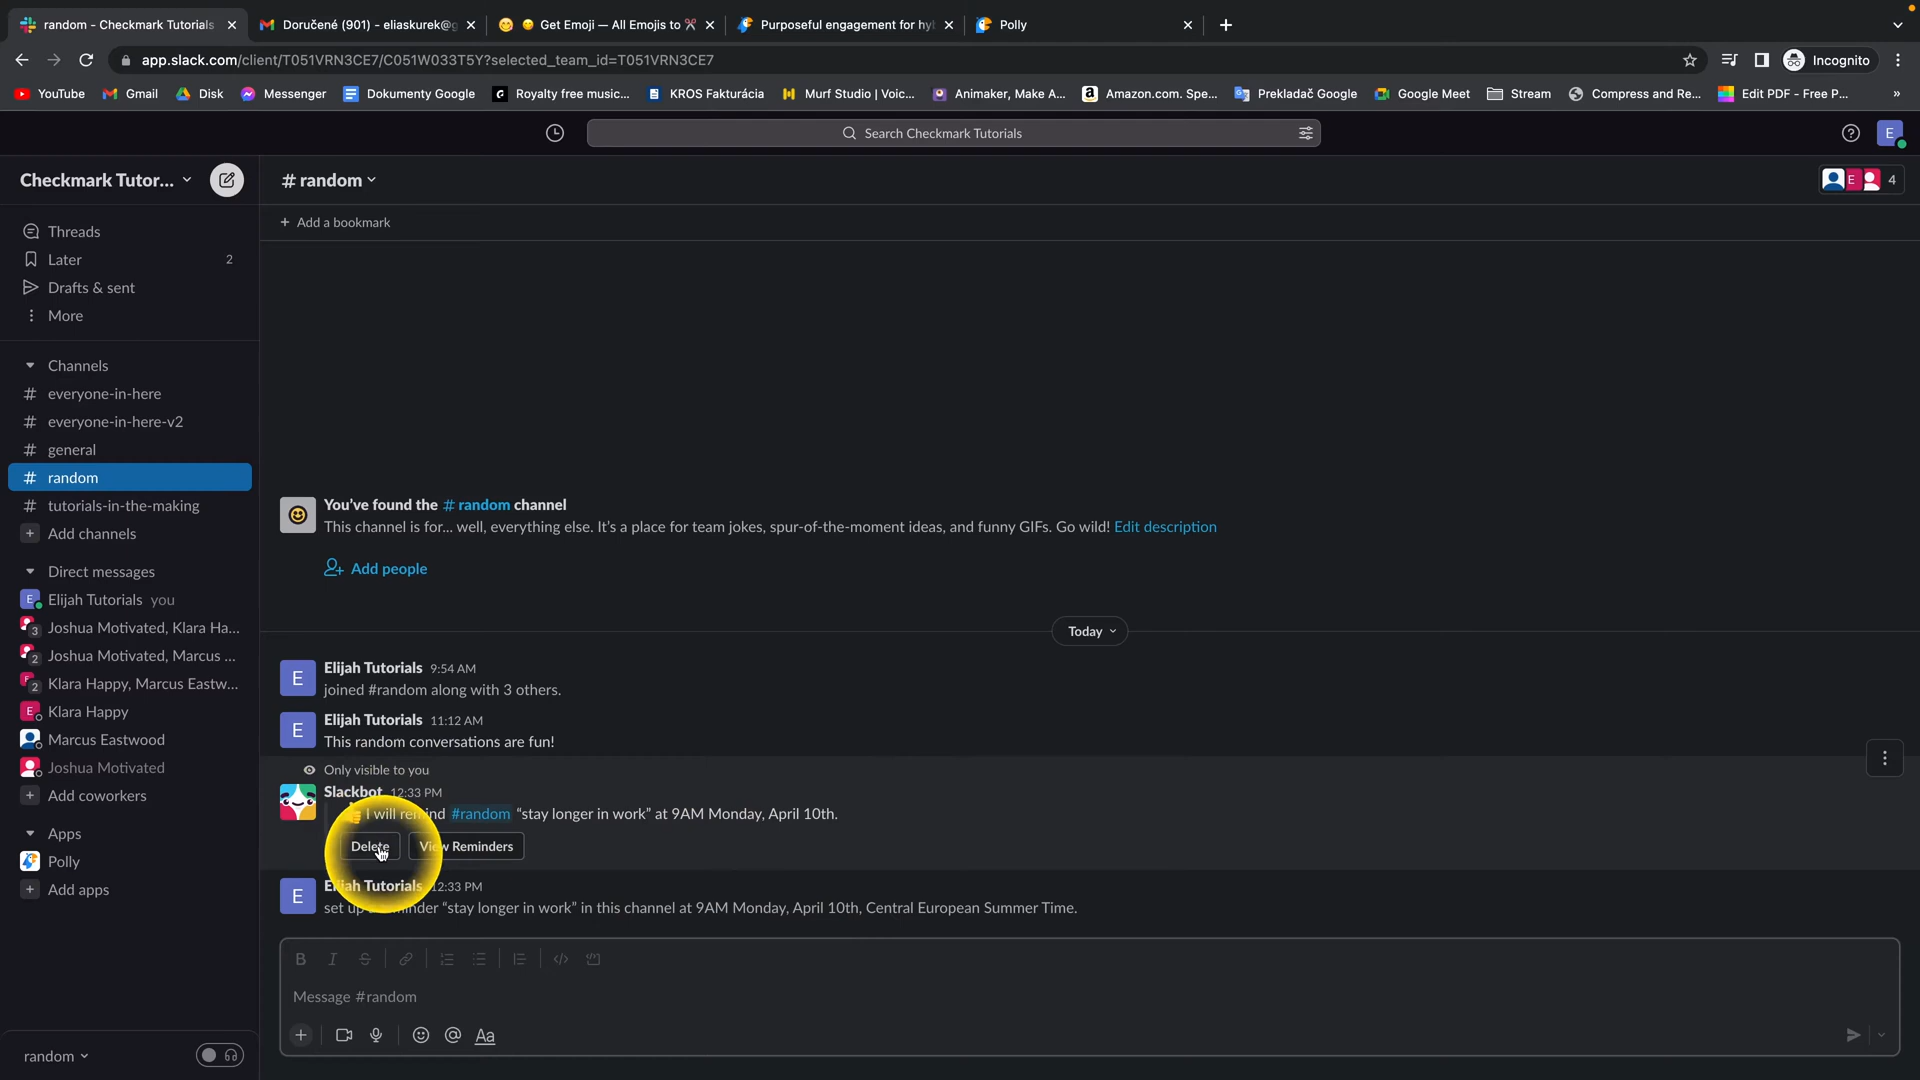 random - Checkmark Tutorials
Doručené (901) - eliaskurek@g
Get Emoji — All Emojis to
Purposeful engagement for hy
Polly
app.slack.com/client/T051VRN3CE7/C051W033T5Y?selected_team_id=T051VRN3CE7
Incognito
YouTube
Gmail
Disk
Messenger
Dokumenty Google
Royalty free music...
KROS Fakturácia
Murf Studio | Voic...
Animaker, Make A...
Amazon.com. Spe...
Prekladač Google
Google Meet
Stream
Compress and Re...
Edit PDF - Free P...
»
Search Checkmark Tutorials
E
Checkmark Tutor...
# random
E
4
+ Add a bookmark
Threads
Later 2
Drafts & sent
More
Channels
# everyone-in-here
# everyone-in-here-v2
# general
# random
# tutorials-in-the-making
+ Add channels
Direct messages
E Elijah Tutorials you
3 Joshua Motivated, Klara Ha...
2 Joshua Motivated, Marcus ...
2 Klara Happy, Marcus Eastw...
E Klara Happy
Marcus Eastwood
Joshua Motivated
+ Add coworkers
Apps
Polly
+ Add apps
random
You've found the # random channel
This channel is for... well, everything else. It's a place for team jokes, spur-of-the-moment ideas, and funny GIFs. Go wild! Edit description
Add people
Today
E Elijah Tutorials 9:54 AM
joined #random along with 3 others.
E Elijah Tutorials 11:12 AM
This random conversations are fun!
Only visible to you
Slackbot 12:33 PM
I will remind #random “stay longer in work” at 9AM Monday, April 10th.
Delete
View Reminders
E Elijah Tutorials 12:33 PM
set up a reminder “stay longer in work” in this channel at 9AM Monday, April 10th, Central European Summer Time.
B I S
Message #random
+ @ Aa